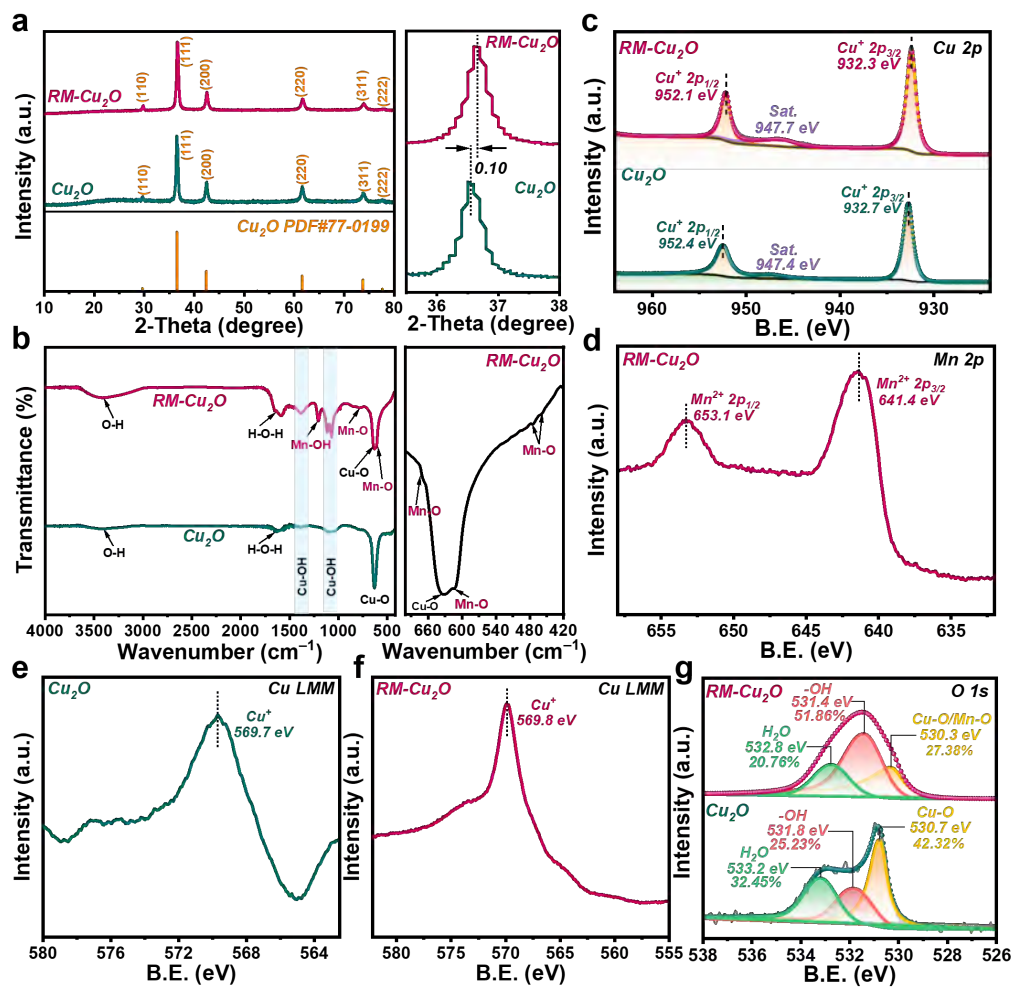 a
Intensity (a.u.)
RM-Cu₂O
(110)
(111)
(200)
(220)
(311)
(222)
Cu₂O
(110)
(111)
(200)
(220)
(311)
(222)
Cu₂O PDF#77-0199
10 20 30 40 50 60 70 80
2-Theta (degree)
RM-Cu₂O
0.10
Cu₂O
36 37 38
2-Theta (degree)
c
Intensity (a.u.)
RM-Cu₂O
Cu 2p
Cu⁺ 2p₃/₂
932.3 eV
Cu⁺ 2p₁/₂
952.1 eV
Sat.
947.7 eV
Cu₂O
Cu⁺ 2p₃/₂
932.7 eV
Cu⁺ 2p₁/₂
952.4 eV
Sat.
947.4 eV
960 950 940 930
B.E. (eV)
b
Transmittance (%)
RM-Cu₂O
O-H
H-O-H
Mn-OH
Mn-O
Cu-O
Mn-O
Cu₂O
O-H
H-O-H
Cu-OH
Cu-OH
Cu-O
4000 3500 3000 2500 2000 1500 1000 500
Wavenumber (cm⁻¹)
RM-Cu₂O
Mn-O
Mn-O
Cu-O
Mn-O
660 600 540 480 420
Wavenumber (cm⁻¹)
d
Intensity (a.u.)
RM-Cu₂O
Mn 2p
Mn²⁺ 2p₁/₂
653.1 eV
Mn²⁺ 2p₃/₂
641.4 eV
655 650 645 640 635
B.E. (eV)
e
Intensity (a.u.)
Cu₂O
Cu LMM
Cu⁺
569.7 eV
580 576 572 568 564
B.E. (eV)
f
Intensity (a.u.)
RM-Cu₂O
Cu LMM
Cu⁺
569.8 eV
580 575 570 565 560 555
B.E. (eV)
g
Intensity (a.u.)
RM-Cu₂O
O 1s
-OH
531.4 eV
51.86%
H₂O
532.8 eV
20.76%
Cu-O/Mn-O
530.3 eV
27.38%
Cu₂O
-OH
531.8 eV
25.23%
Cu-O
530.7 eV
42.32%
H₂O
533.2 eV
32.45%
538 536 534 532 530 528 526
B.E. (eV)